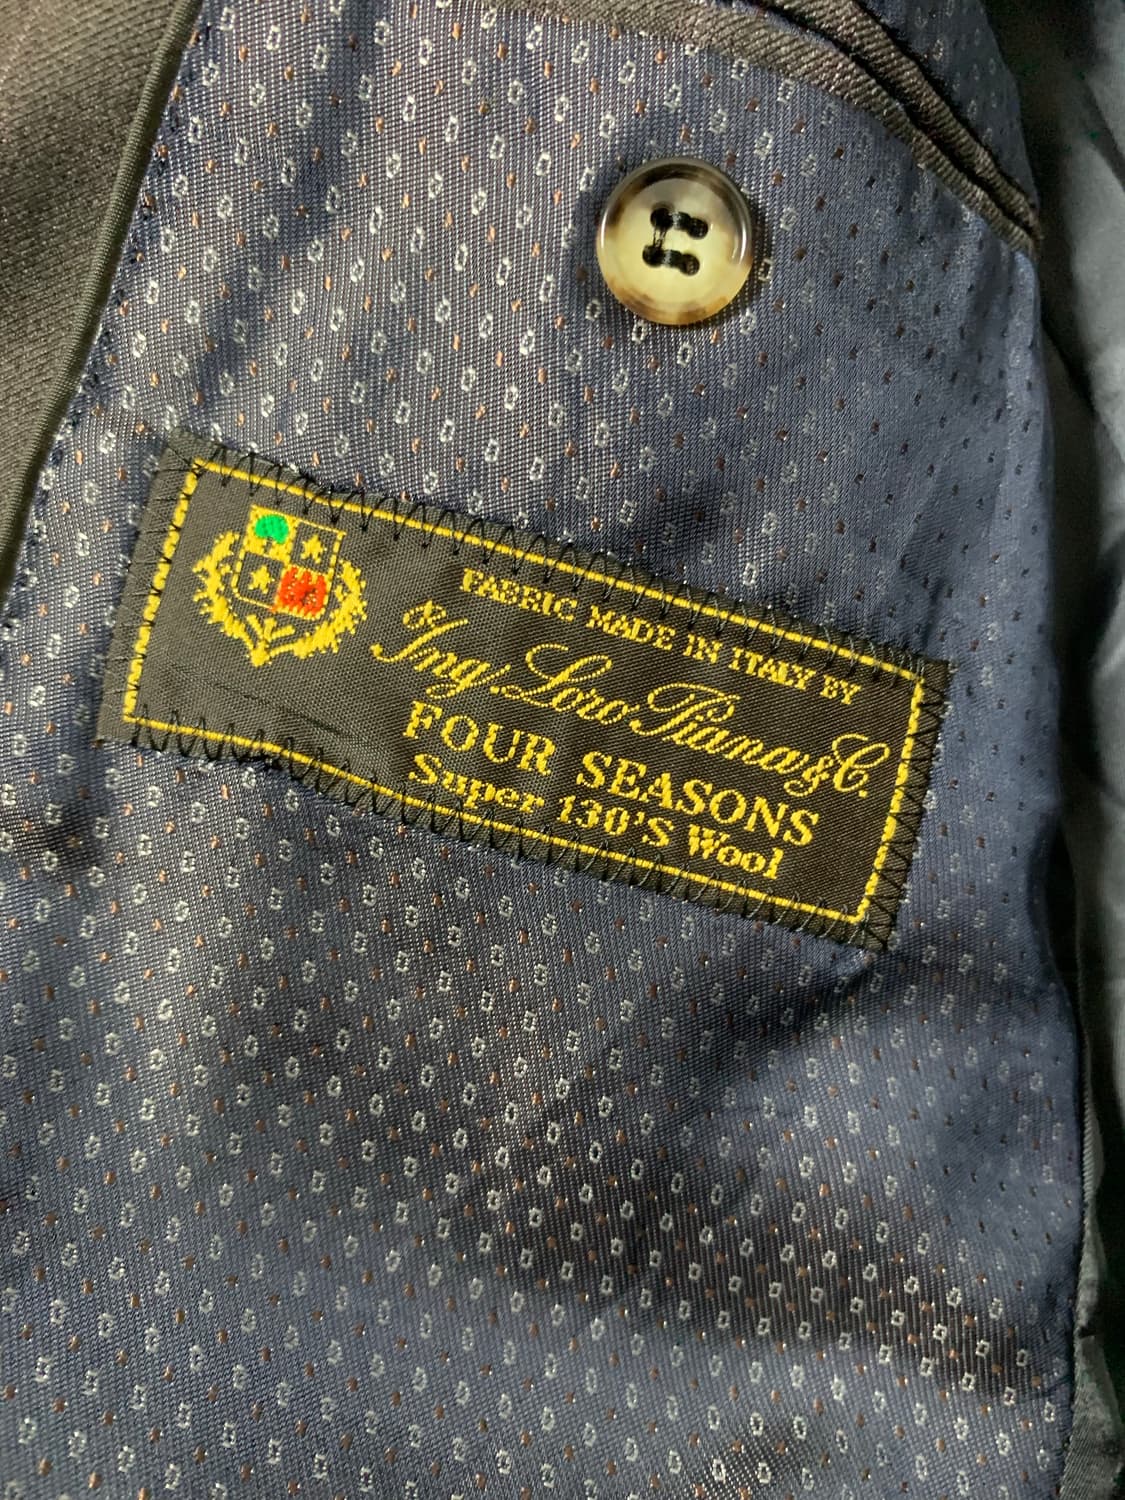 FABRIC MADE IN ITALY BY
& Ing. Loro Piana & C.
FOUR SEASONS
Super 130'S Wool